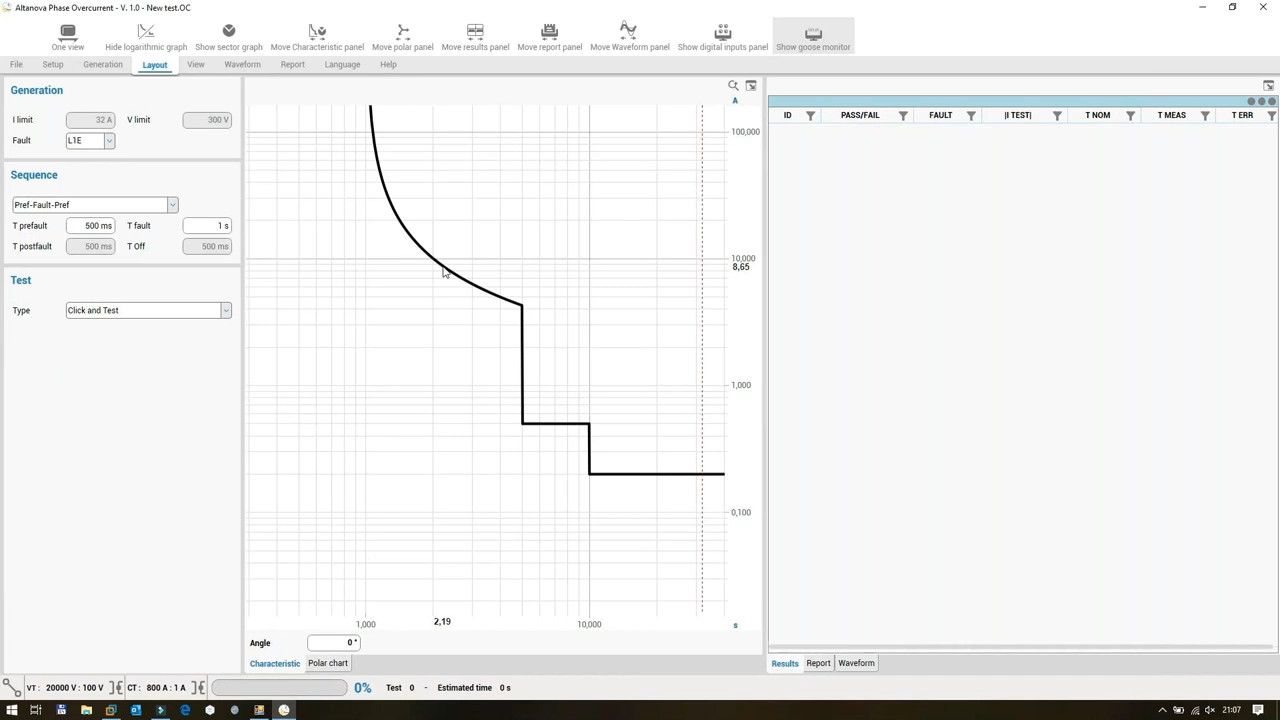 Altanova Phase Overcurrent - V. 1.0 - New test.OC
One view Hide logarithmic graph Show sector graph Move Characteristic panel Move polar panel Move results panel Move report panel Move Waveform panel Show digital inputs panel Show goose monitor
File Setup Generation Layout View Waveform Report Language Help
Generation
I limit 32 A V limit 300 V
Fault L1E
Sequence
Pref-Fault-Pref
T prefault 500 ms T fault 1 s
T postfault 500 ms T Off 500 ms
Test
Type Click and Test
A
100,000
10,000
8,65
1,000
0,100
1,000 2,19 10,000 s
Angle 0 °
Characteristic Polar chart
ID PASS/FAIL FAULT |I TEST| T NOM T MEAS T ERR
Results Report Waveform
VT : 20000 V : 100 V CT : 800 A : 1 A 0% Test 0 - Estimated time 0 s
21:07